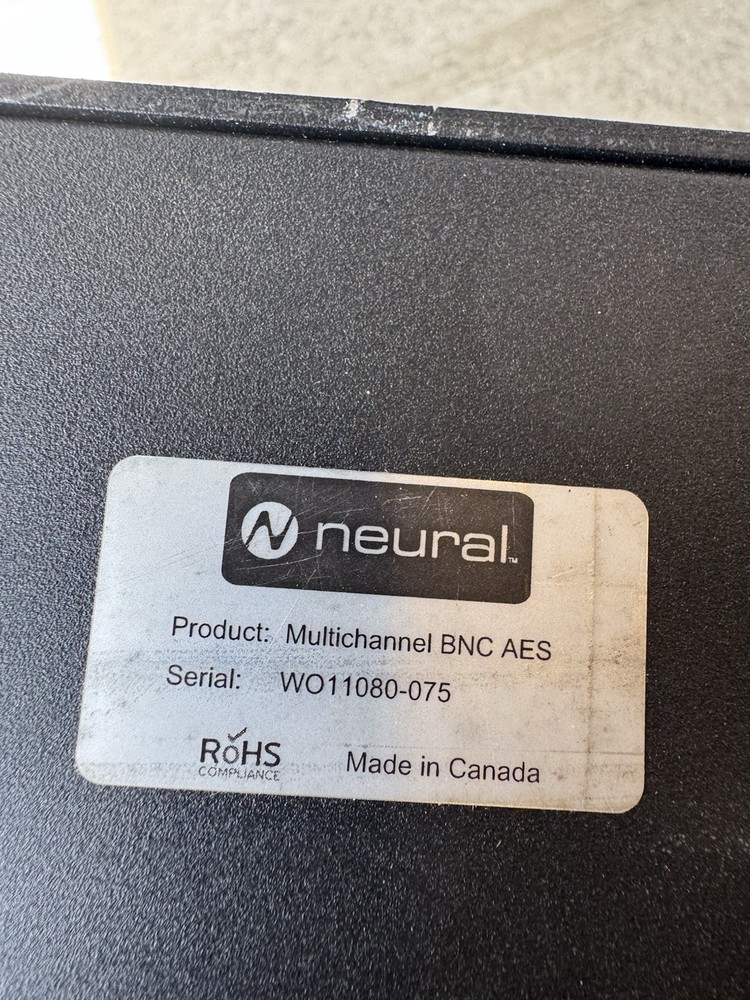 neural™
Product: Multichannel BNC AES
Serial: WO11080-075
RoHS
COMPLIANCE
Made in Canada